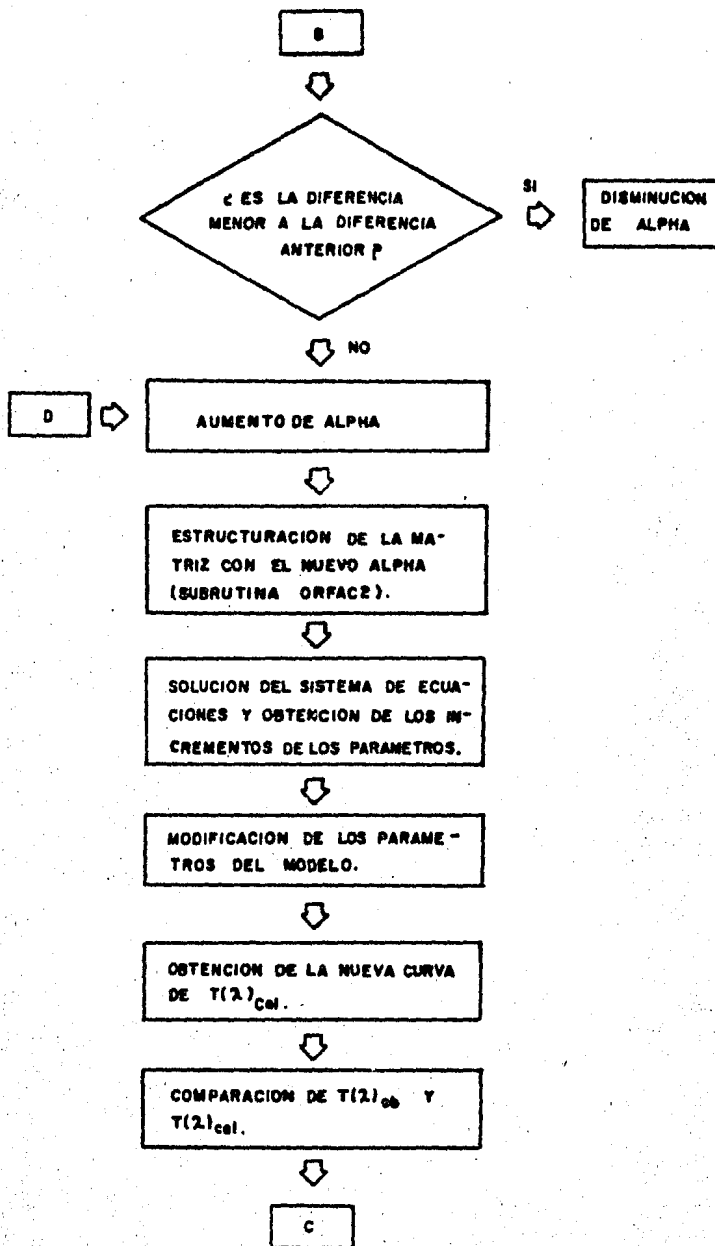 B
¿ ES LA DIFERENCIA
MENOR A LA DIFERENCIA
ANTERIOR ?
SI
DISMINUCION
DE ALPHA
NO
D
AUMENTO DE ALPHA
ESTRUCTURACION DE LA MA-
TRIZ CON EL NUEVO ALPHA
(SUBRUTINA ORFAC2).
SOLUCION DEL SISTEMA DE ECUA-
CIONES Y OBTENCION DE LOS IN-
CREMENTOS DE LOS PARAMETROS.
MODIFICACION DE LOS PARAME-
TROS DEL MODELO.
OBTENCION DE LA NUEVA CURVA
DE T(λ)cal.
COMPARACION DE T(λ)ob Y
T(λ)cal.
C